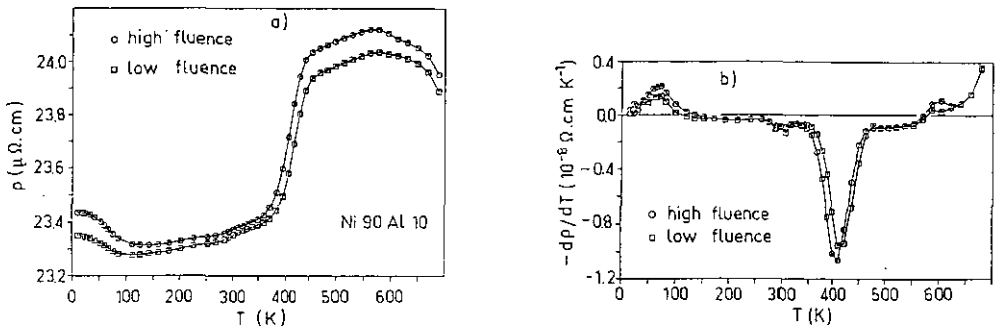 a)
high fluence
low fluence
24.0
23.8
23.6
23.4
23.2
ρ (μΩ.cm)
Ni 90 Al 10
0 100 200 300 400 500 600
T (K)
b)
0.4
0.0
-0.4
-0.8
-1.2
-dρ/dT (10⁻⁸ Ω.cm K⁻¹)
high fluence
low fluence
0 100 200 300 400 500 600
T (K)